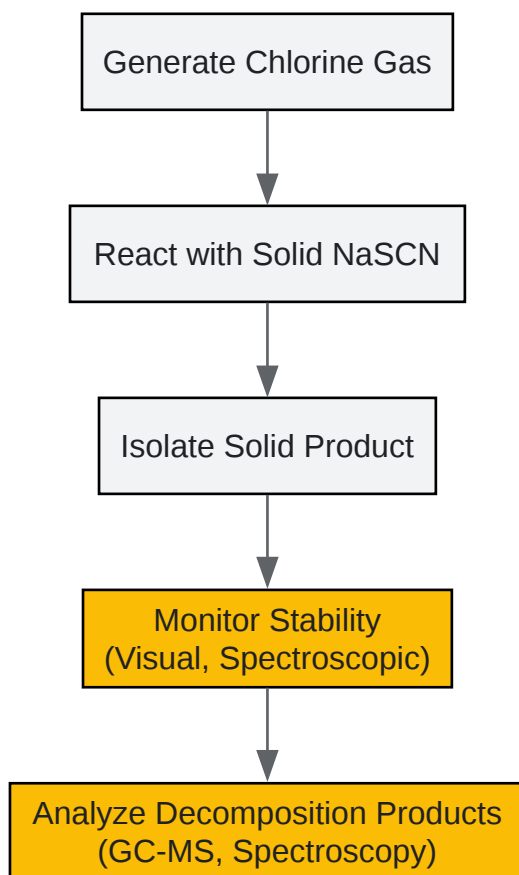 Generate Chlorine Gas
React with Solid NaSCN
Isolate Solid Product
Monitor Stability
(Visual, Spectroscopic)
Analyze Decomposition Products
(GC-MS, Spectroscopy)